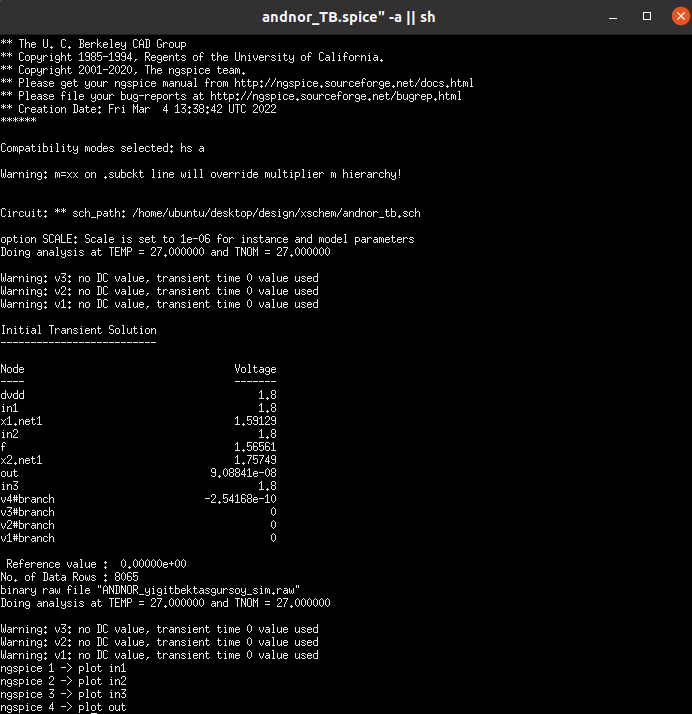 andnor_TB.spice" -a || sh
** The U. C. Berkeley CAD Group
** Copyright 1985-1994, Regents of the University of California.
** Copyright 2001-2020, The ngspice team.
** Please get your ngspice manual from http://ngspice.sourceforge.net/docs.html
** Please file your bug-reports at http://ngspice.sourceforge.net/bugrep.html
** Creation Date: Fri Mar  4 13:38:42 UTC 2022
******
Compatibility modes selected: hs a
Warning: m=xx on .subckt line will override multiplier m hierarchy!
Circuit: ** sch_path: /home/ubuntu/desktop/design/xschem/andnor_tb.sch
option SCALE: Scale is set to 1e-06 for instance and model parameters
Doing analysis at TEMP = 27.000000 and TNOM = 27.000000
Warning: v3: no DC value, transient time 0 value used
Warning: v2: no DC value, transient time 0 value used
Warning: v1: no DC value, transient time 0 value used
Initial Transient Solution
--------------------------
Node Voltage
---- -------
dvdd 1.8
in1 1.8
x1.net1 1.59129
in2 1.8
f 1.56561
x2.net1 1.75749
out 9.08841e-08
in3 1.8
v4#branch -2.54168e-10
v3#branch 0
v2#branch 0
v1#branch 0
Reference value :  0.00000e+00
No. of Data Rows : 8065
binary raw file "ANDNOR_yigitbektasgursoy_sim.raw"
Doing analysis at TEMP = 27.000000 and TNOM = 27.000000
Warning: v3: no DC value, transient time 0 value used
Warning: v2: no DC value, transient time 0 value used
Warning: v1: no DC value, transient time 0 value used
ngspice 1 -> plot in1
ngspice 2 -> plot in2
ngspice 3 -> plot in3
ngspice 4 -> plot out